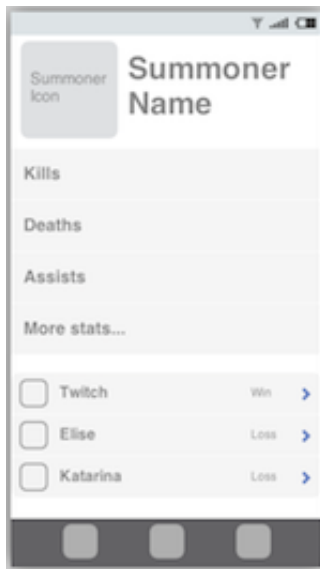 Summoner
Icon
Summoner
Name
Kills
Deaths
Assists
More stats...
Twitch Win
Elise Loss
Katarina Loss